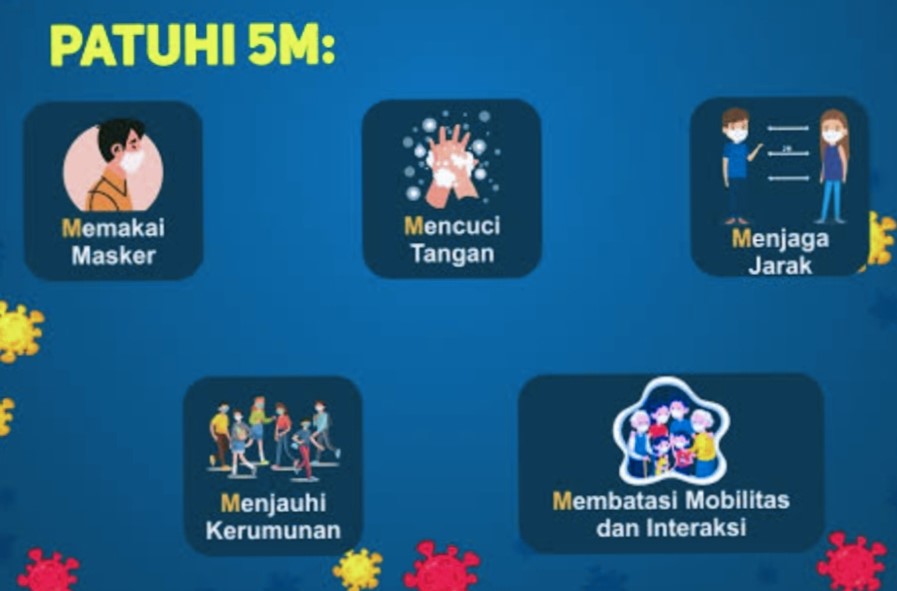 PATUHI 5M:
Memakai
Masker
Mencuci
Tangan
Menjaga
Jarak
Menjauhi
Kerumunan
Membatasi Mobilitas
dan Interaksi